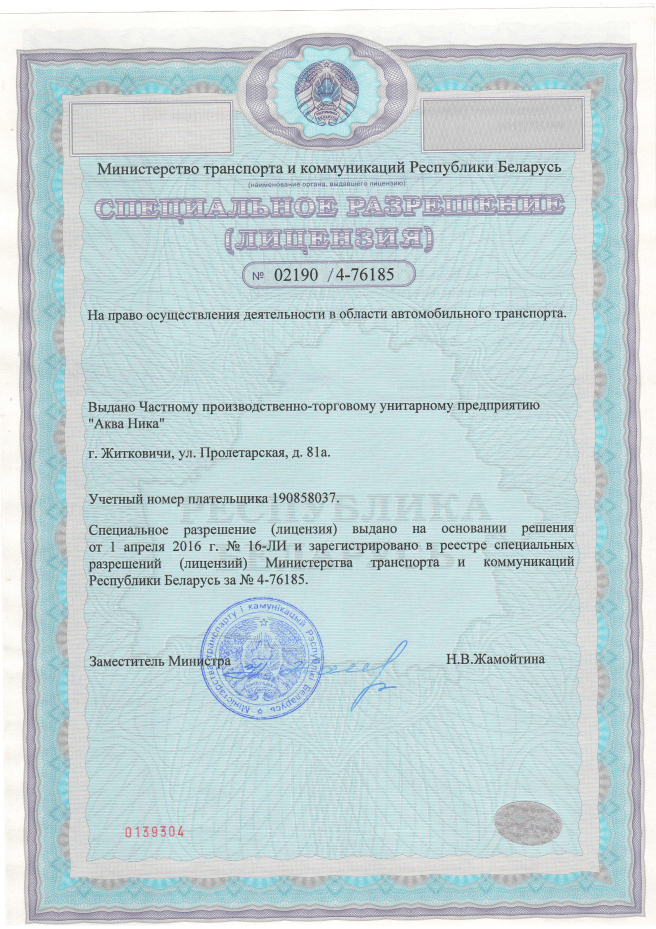 Министерство транспорта и коммуникаций Республики Беларусь
(наименование органа, выдавшего лицензию)
СПЕЦИАЛЬНОЕ РАЗРЕШЕНИЕ
(ЛИЦЕНЗИЯ)
№ 02190 /4-76185
На право осуществления деятельности в области автомобильного транспорта.
Выдано Частному производственно-торговому унитарному предприятию
"Аква Ника"
г. Житковичи, ул. Пролетарская, д. 81а.
Учетный номер плательщика 190858037.
РЕСПУБЛИКА
Специальное разрешение (лицензия) выдано на основании решения
от 1 апреля 2016 г. № 16-ЛИ и зарегистрировано в реестре специальных
разрешений (лицензий) Министерства транспорта и коммуникаций
Республики Беларусь за № 4-76185.
Міністэрства транспарту і камунікацый Рэспублікі Беларусь
Заместитель Министра Н.В.Жамойтина
0139304